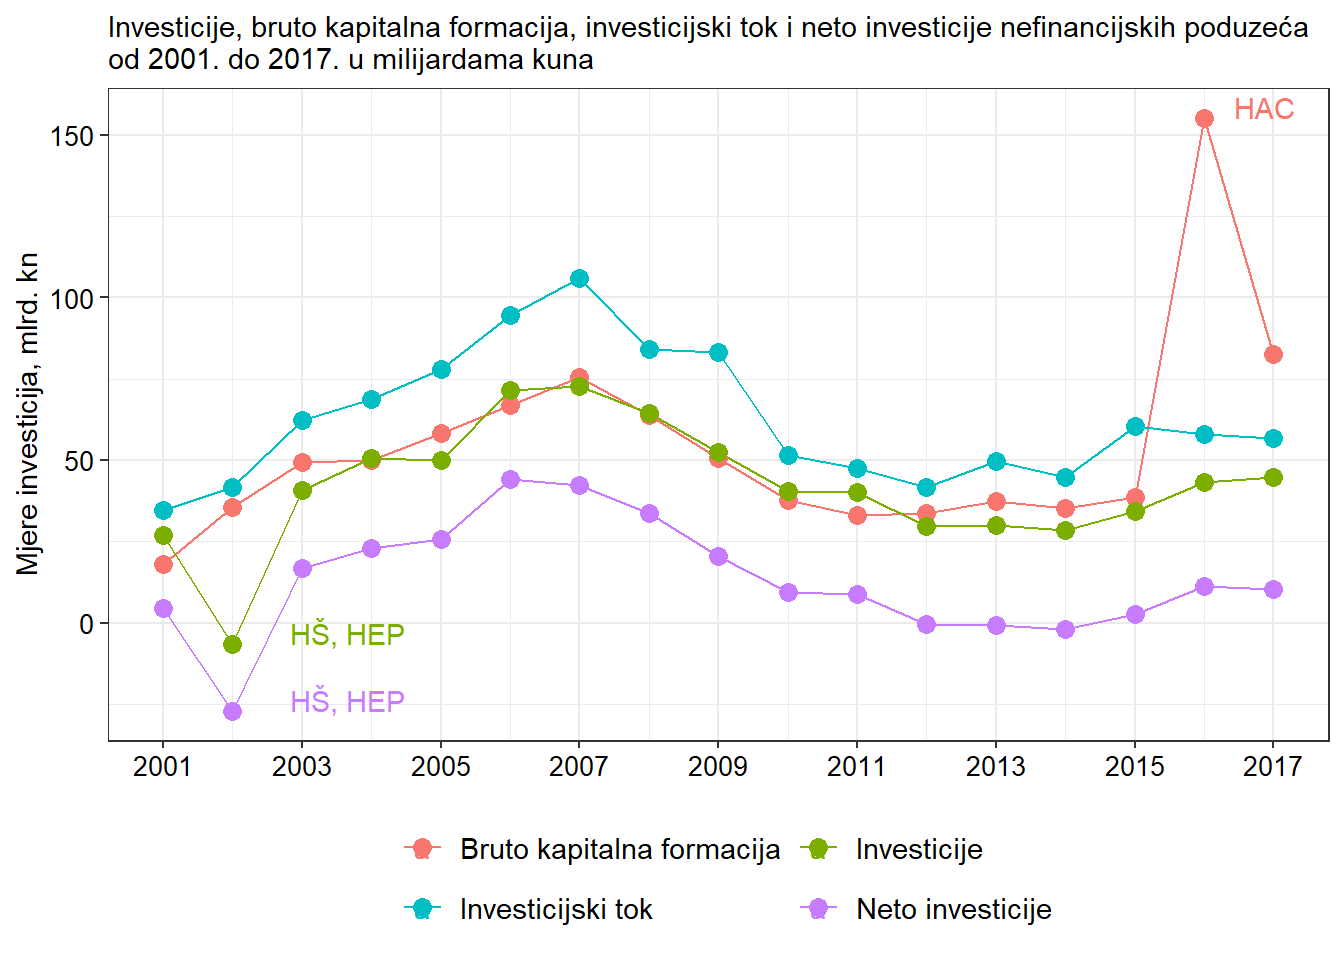 Investicije, bruto kapitalna formacija, investicijski tok i neto investicije nefinancijskih poduzeća
od 2001. do 2017. u milijardama kuna
Mjere investicija, mlrd. kn
150
100
50
0
HAC
HŠ, HEP
HŠ, HEP
2001 2003 2005 2007 2009 2011 2013 2015 2017
Bruto kapitalna formacija Investicije
Investicijski tok Neto investicije